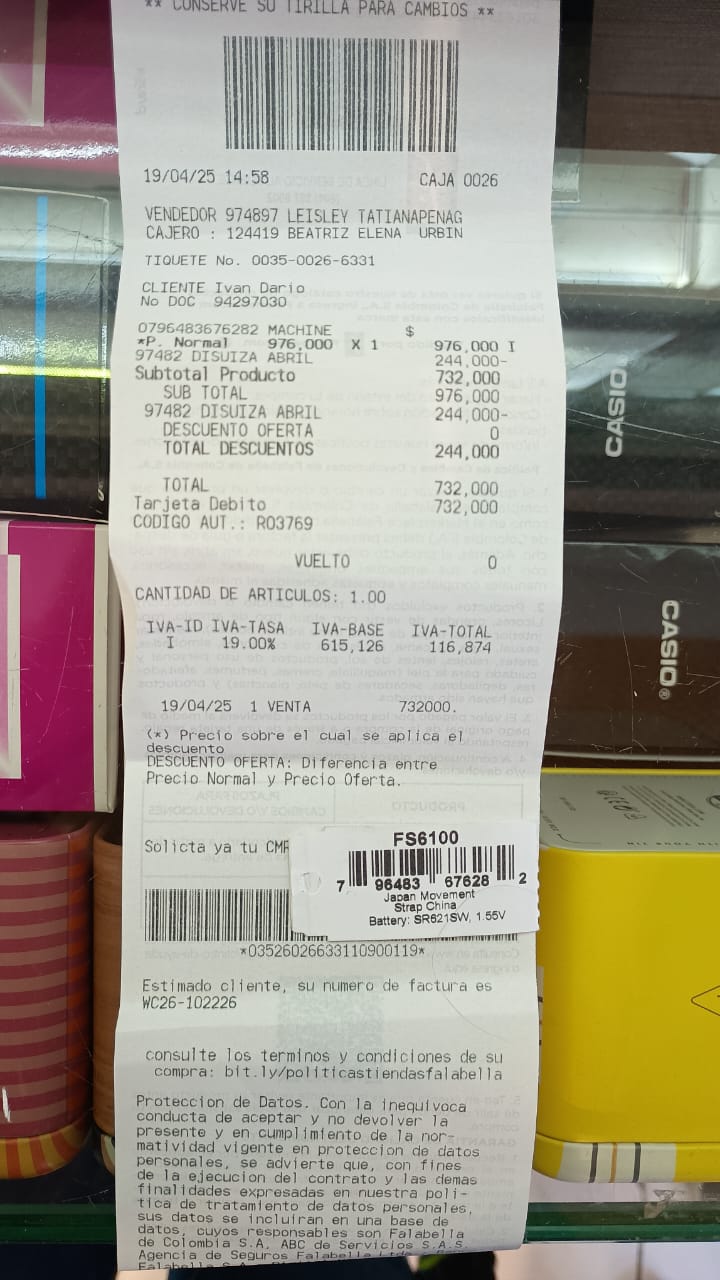 ** CONSERVE SU TIRILLA PARA CAMBIOS **
19/04/25 14:58 CAJA 0026
VENDEDOR 974897 LEISLEY TATIANAPENAG
CAJERO : 124419 BEATRIZ ELENA URBIN
TIQUETE No. 0035-0026-6331
CLIENTE Ivan Dario
No DOC 94297030
0796483676282 MACHINE $
*P. Normal 976,000 X 1 976,000 I
97482 DISUIZA ABRIL 244,000-
Subtotal Producto 732,000
SUB TOTAL 976,000
97482 DISUIZA ABRIL 244,000-
DESCUENTO OFERTA 0
TOTAL DESCUENTOS 244,000
TOTAL 732,000
Tarjeta Debito 732,000
CODIGO AUT.: R03769
VUELTO 0
CANTIDAD DE ARTICULOS: 1.00
IVA-ID IVA-TASA IVA-BASE IVA-TOTAL
I 19.00% 615,126 116,874
19/04/25 1 VENTA 732000.
(*) Precio sobre el cual se aplica el
descuento
DESCUENTO OFERTA: Diferencia entre
Precio Normal y Precio Oferta.
Solicta ya tu CMR
FS6100
7 96483 67628 2
Japan Movement
Strap China
Battery: SR621SW, 1.55V
*03526026633110900119*
Estimado cliente, su numero de factura es
WC26-102226
consulte los terminos y condiciones de su
compra: bit.ly/politicastiendasfalabella
Proteccion de Datos. Con la inequivoca
conducta de aceptar y no devolver la
presente y en cumplimiento de la nor-
matividad vigente en proteccion de datos
personales, se advierte que, con fines
de la ejecucion del contrato y las demas
finalidades expresadas en nuestra poli-
tica de tratamiento de datos personales,
sus datos se incluiran en una base de
datos, cuyos responsables son Falabella
de Colombia S.A, ABC de Servicios S.A.S.
Agencia de Seguros Falabella Ltda
CASIO
CASIO®